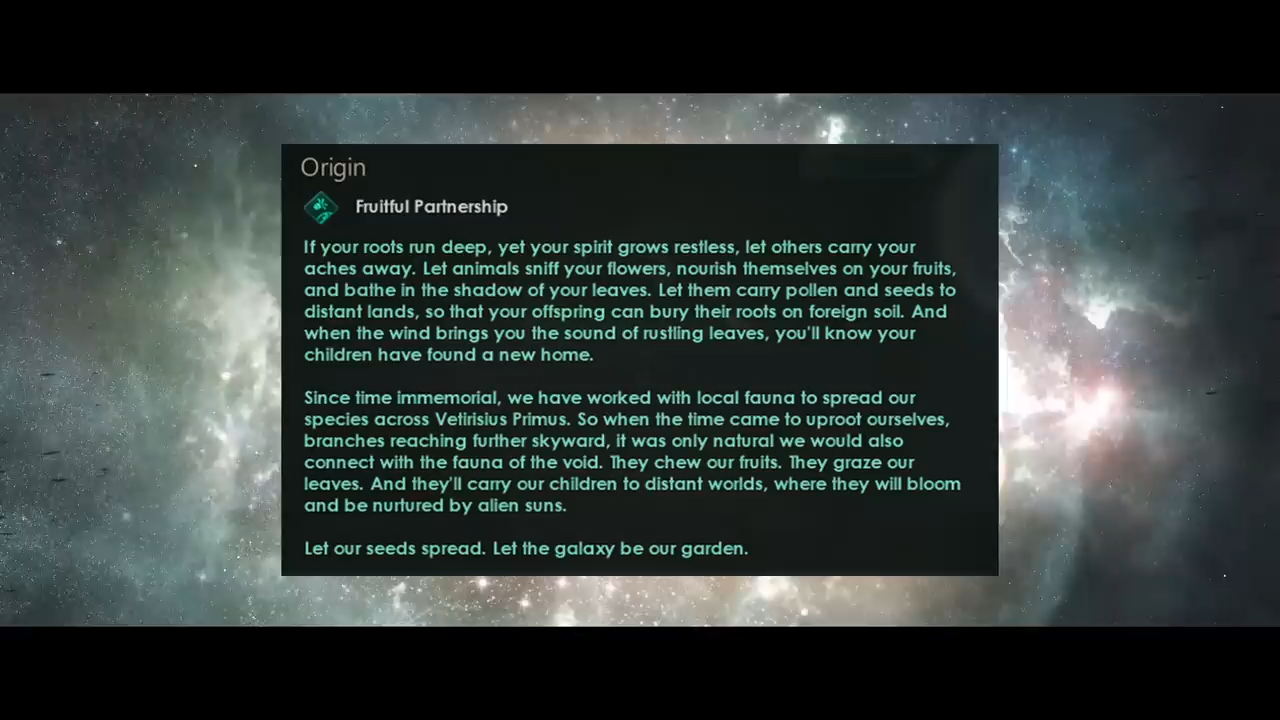 Origin
Fruitful Partnership
If your roots run deep, yet your spirit grows restless, let others carry your
aches away. Let animals sniff your flowers, nourish themselves on your fruits,
and bathe in the shadow of your leaves. Let them carry pollen and seeds to
distant lands, so that your offspring can bury their roots on foreign soil. And
when the wind brings you the sound of rustling leaves, you'll know your
children have found a new home.
Since time immemorial, we have worked with local fauna to spread our
species across Vetirisius Primus. So when the time came to uproot ourselves,
branches reaching further skyward, it was only natural we would also
connect with the fauna of the void. They chew our fruits. They graze our
leaves. And they'll carry our children to distant worlds, where they will bloom
and be nurtured by alien suns.
Let our seeds spread. Let the galaxy be our garden.